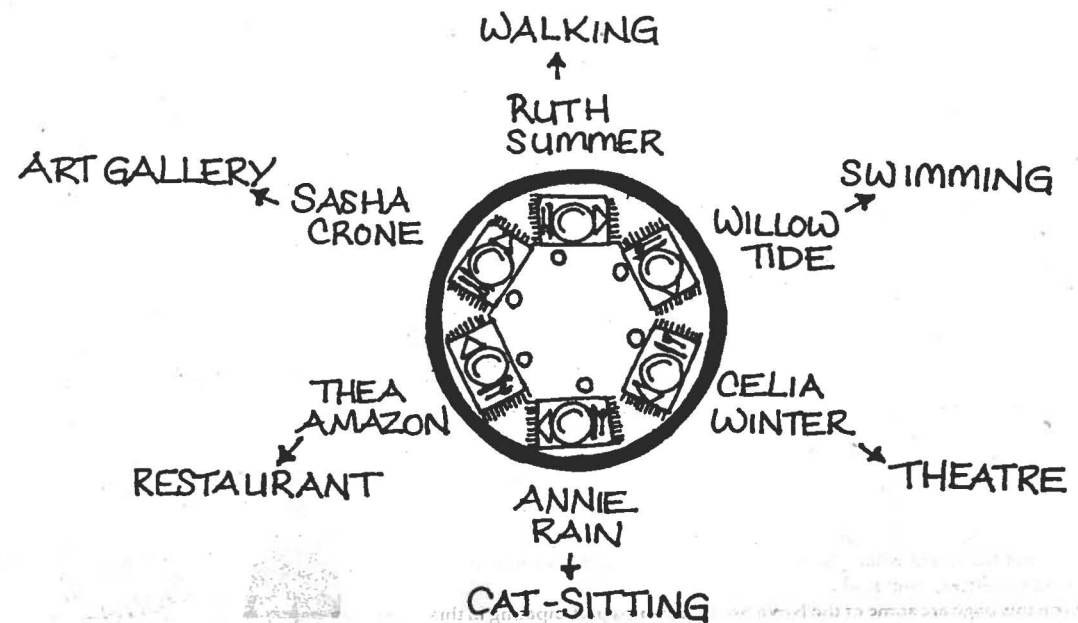 WALKING
RUTH
SUMMER
ART GALLERY
SASHA
CRONE
SWIMMING
WILLOW
TIDE
THEA
AMAZON
RESTAURANT
CELIA
WINTER
THEATRE
ANNIE
RAIN
CAT-SITTING